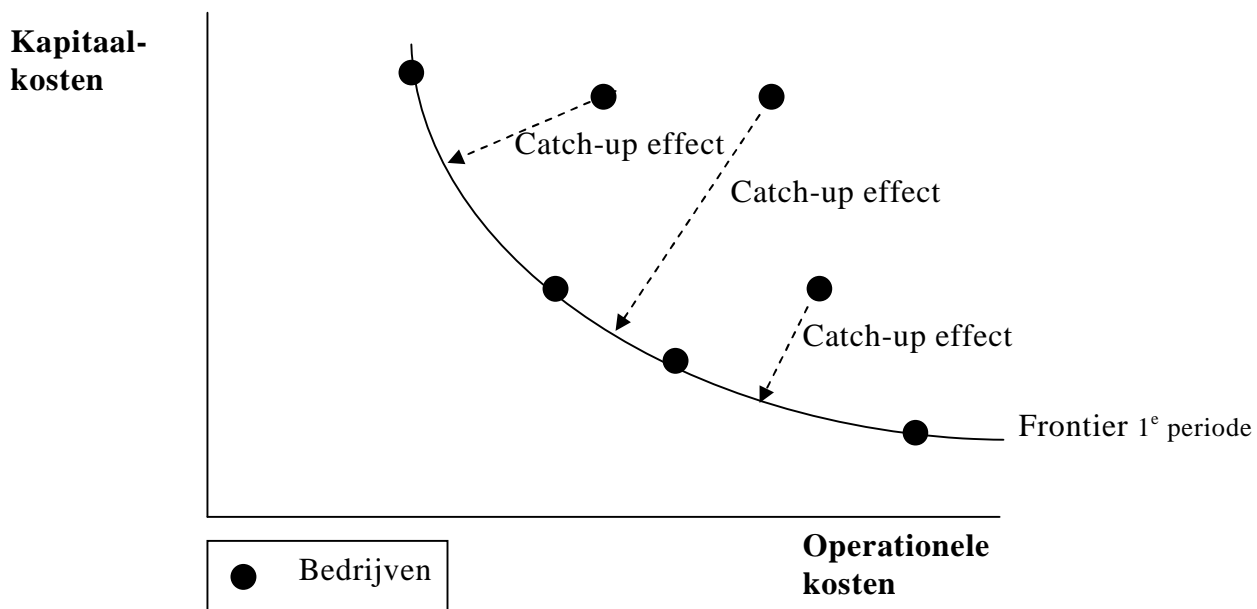 Kapitaal-
kosten
Catch-up effect
Catch-up effect
Catch-up effect
Frontier 1e periode
Operationele
kosten
Bedrijven